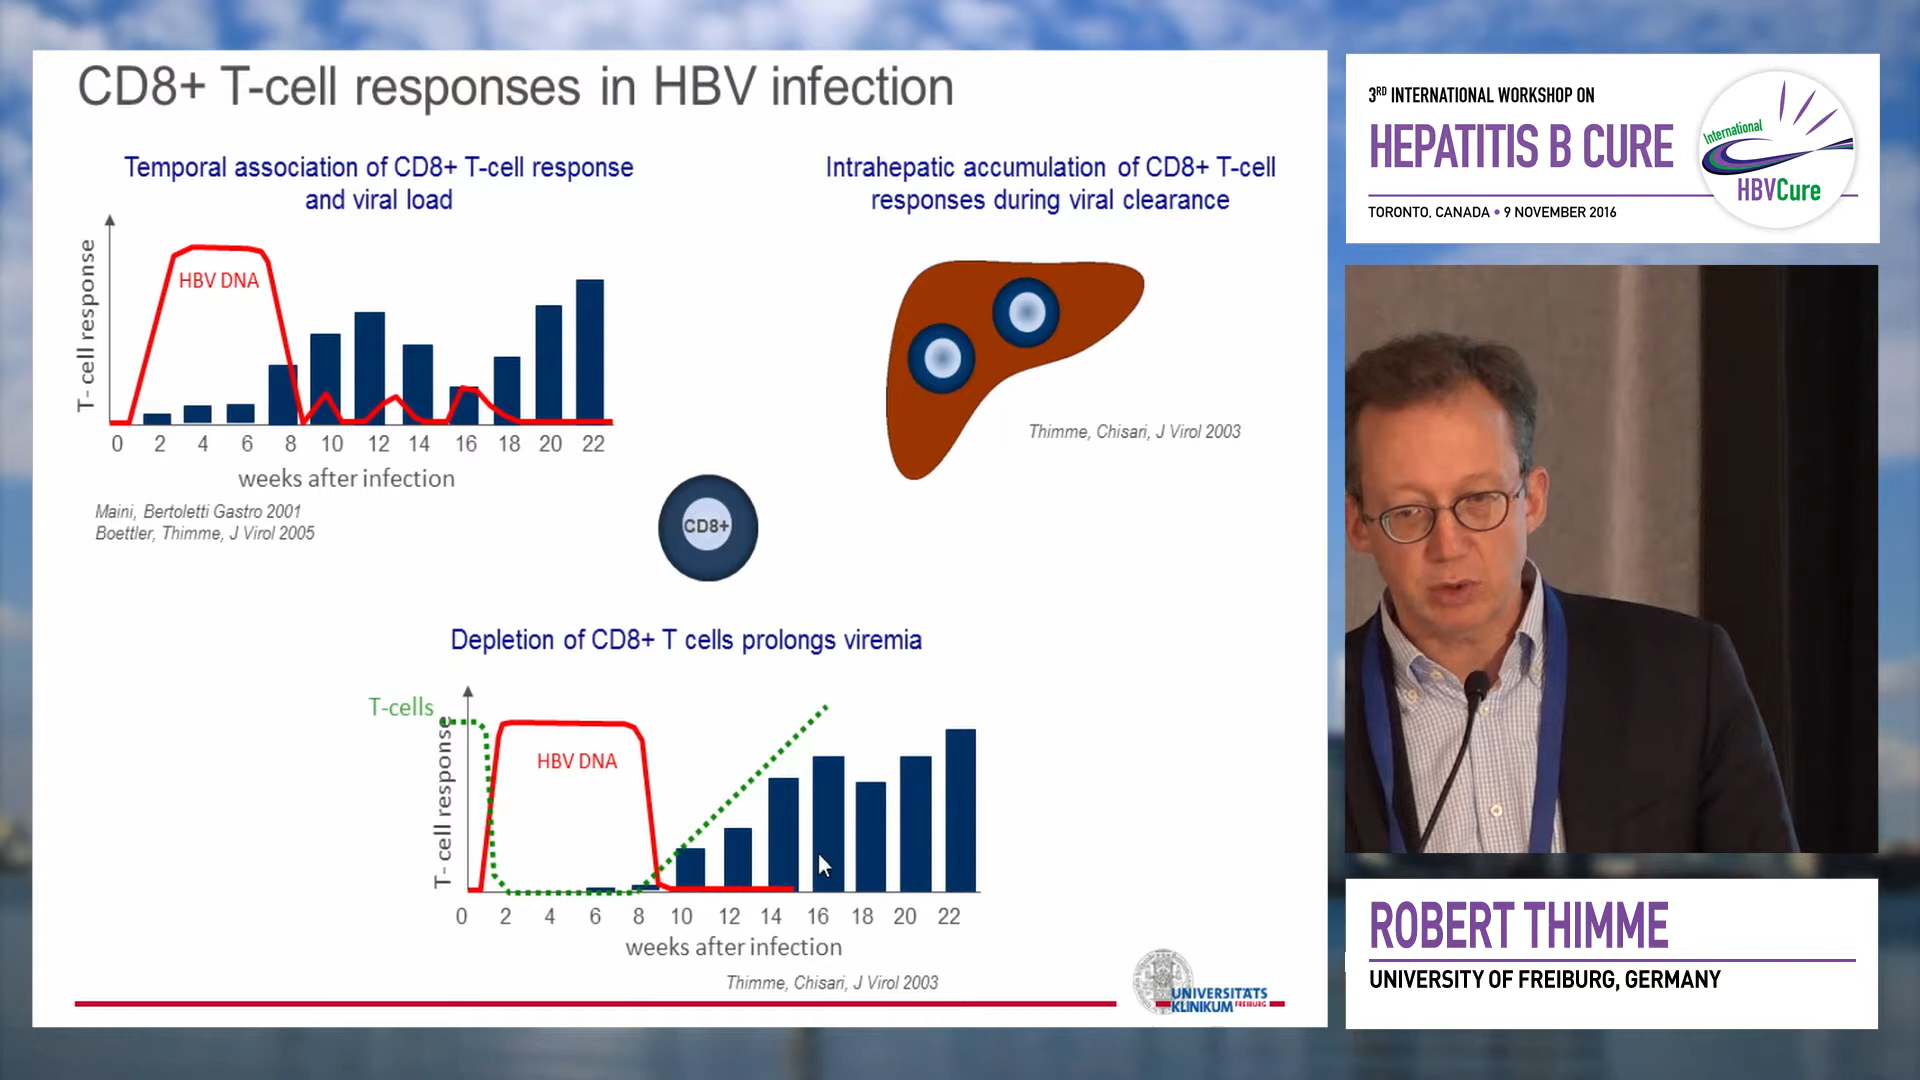 CD8+ T-cell responses in HBV infection
Temporal association of CD8+ T-cell response
and viral load
T- cell response
HBV DNA
0 2 4 6 8 10 12 14 16 18 20 22
weeks after infection
Maini, Bertoletti Gastro 2001
Boettler, Thimme, J Virol 2005
Intrahepatic accumulation of CD8+ T-cell
responses during viral clearance
Thimme, Chisari, J Virol 2003
CD8+
Depletion of CD8+ T cells prolongs viremia
T-cells
T- cell response
HBV DNA
0 2 4 6 8 10 12 14 16 18 20 22
weeks after infection
Thimme, Chisari, J Virol 2003
UNIVERSITÄTS
KLINIKUM FREIBURG
3RD INTERNATIONAL WORKSHOP ON
HEPATITIS B CURE
TORONTO, CANADA • 9 NOVEMBER 2016
International
HBVCure
ROBERT THIMME
UNIVERSITY OF FREIBURG, GERMANY